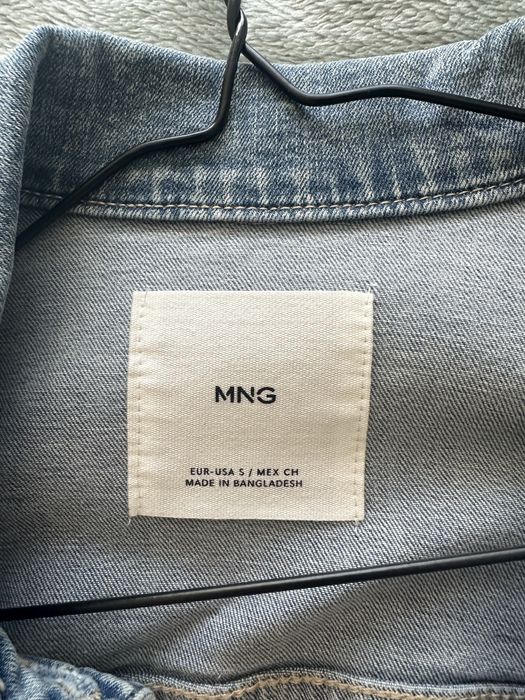 MNG
EUR-USA S / MEX CH
MADE IN BANGLADESH